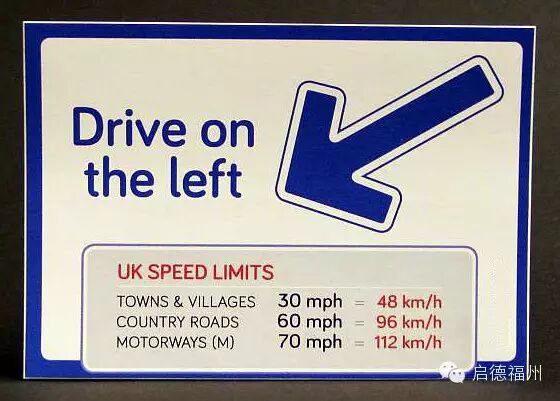 Drive on
the left
UK SPEED LIMITS
TOWNS & VILLAGES 30 mph = 48 km/h
COUNTRY ROADS 60 mph = 96 km/h
MOTORWAYS (M) 70 mph = 112 km/h
启德福州